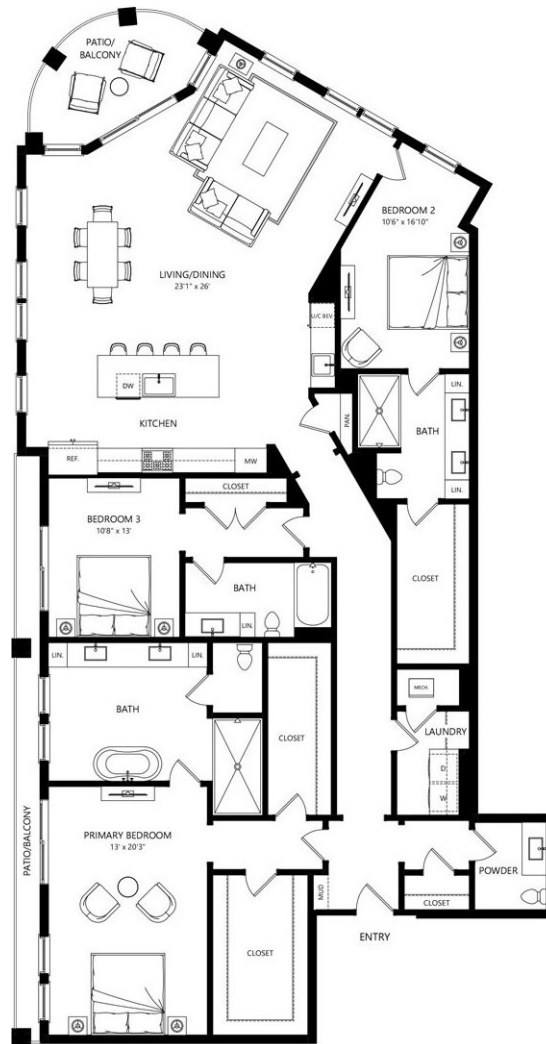 PATIO/
BALCONY
BEDROOM 2
10'6" x 16'10"
LIVING/DINING
23'1" x 26'
U/C BEV.
DW
KITCHEN
PAN.
LIN.
BATH
LIN.
REF.
MW
CLOSET
BEDROOM 3
10'8" x 13'
BATH
LIN.
CLOSET
LIN.
LIN.
BATH
CLOSET
MECH.
LAUNDRY
D
W
PATIO/BALCONY
PRIMARY BEDROOM
13' x 20'3"
POWDER
MUD
CLOSET
ENTRY
CLOSET